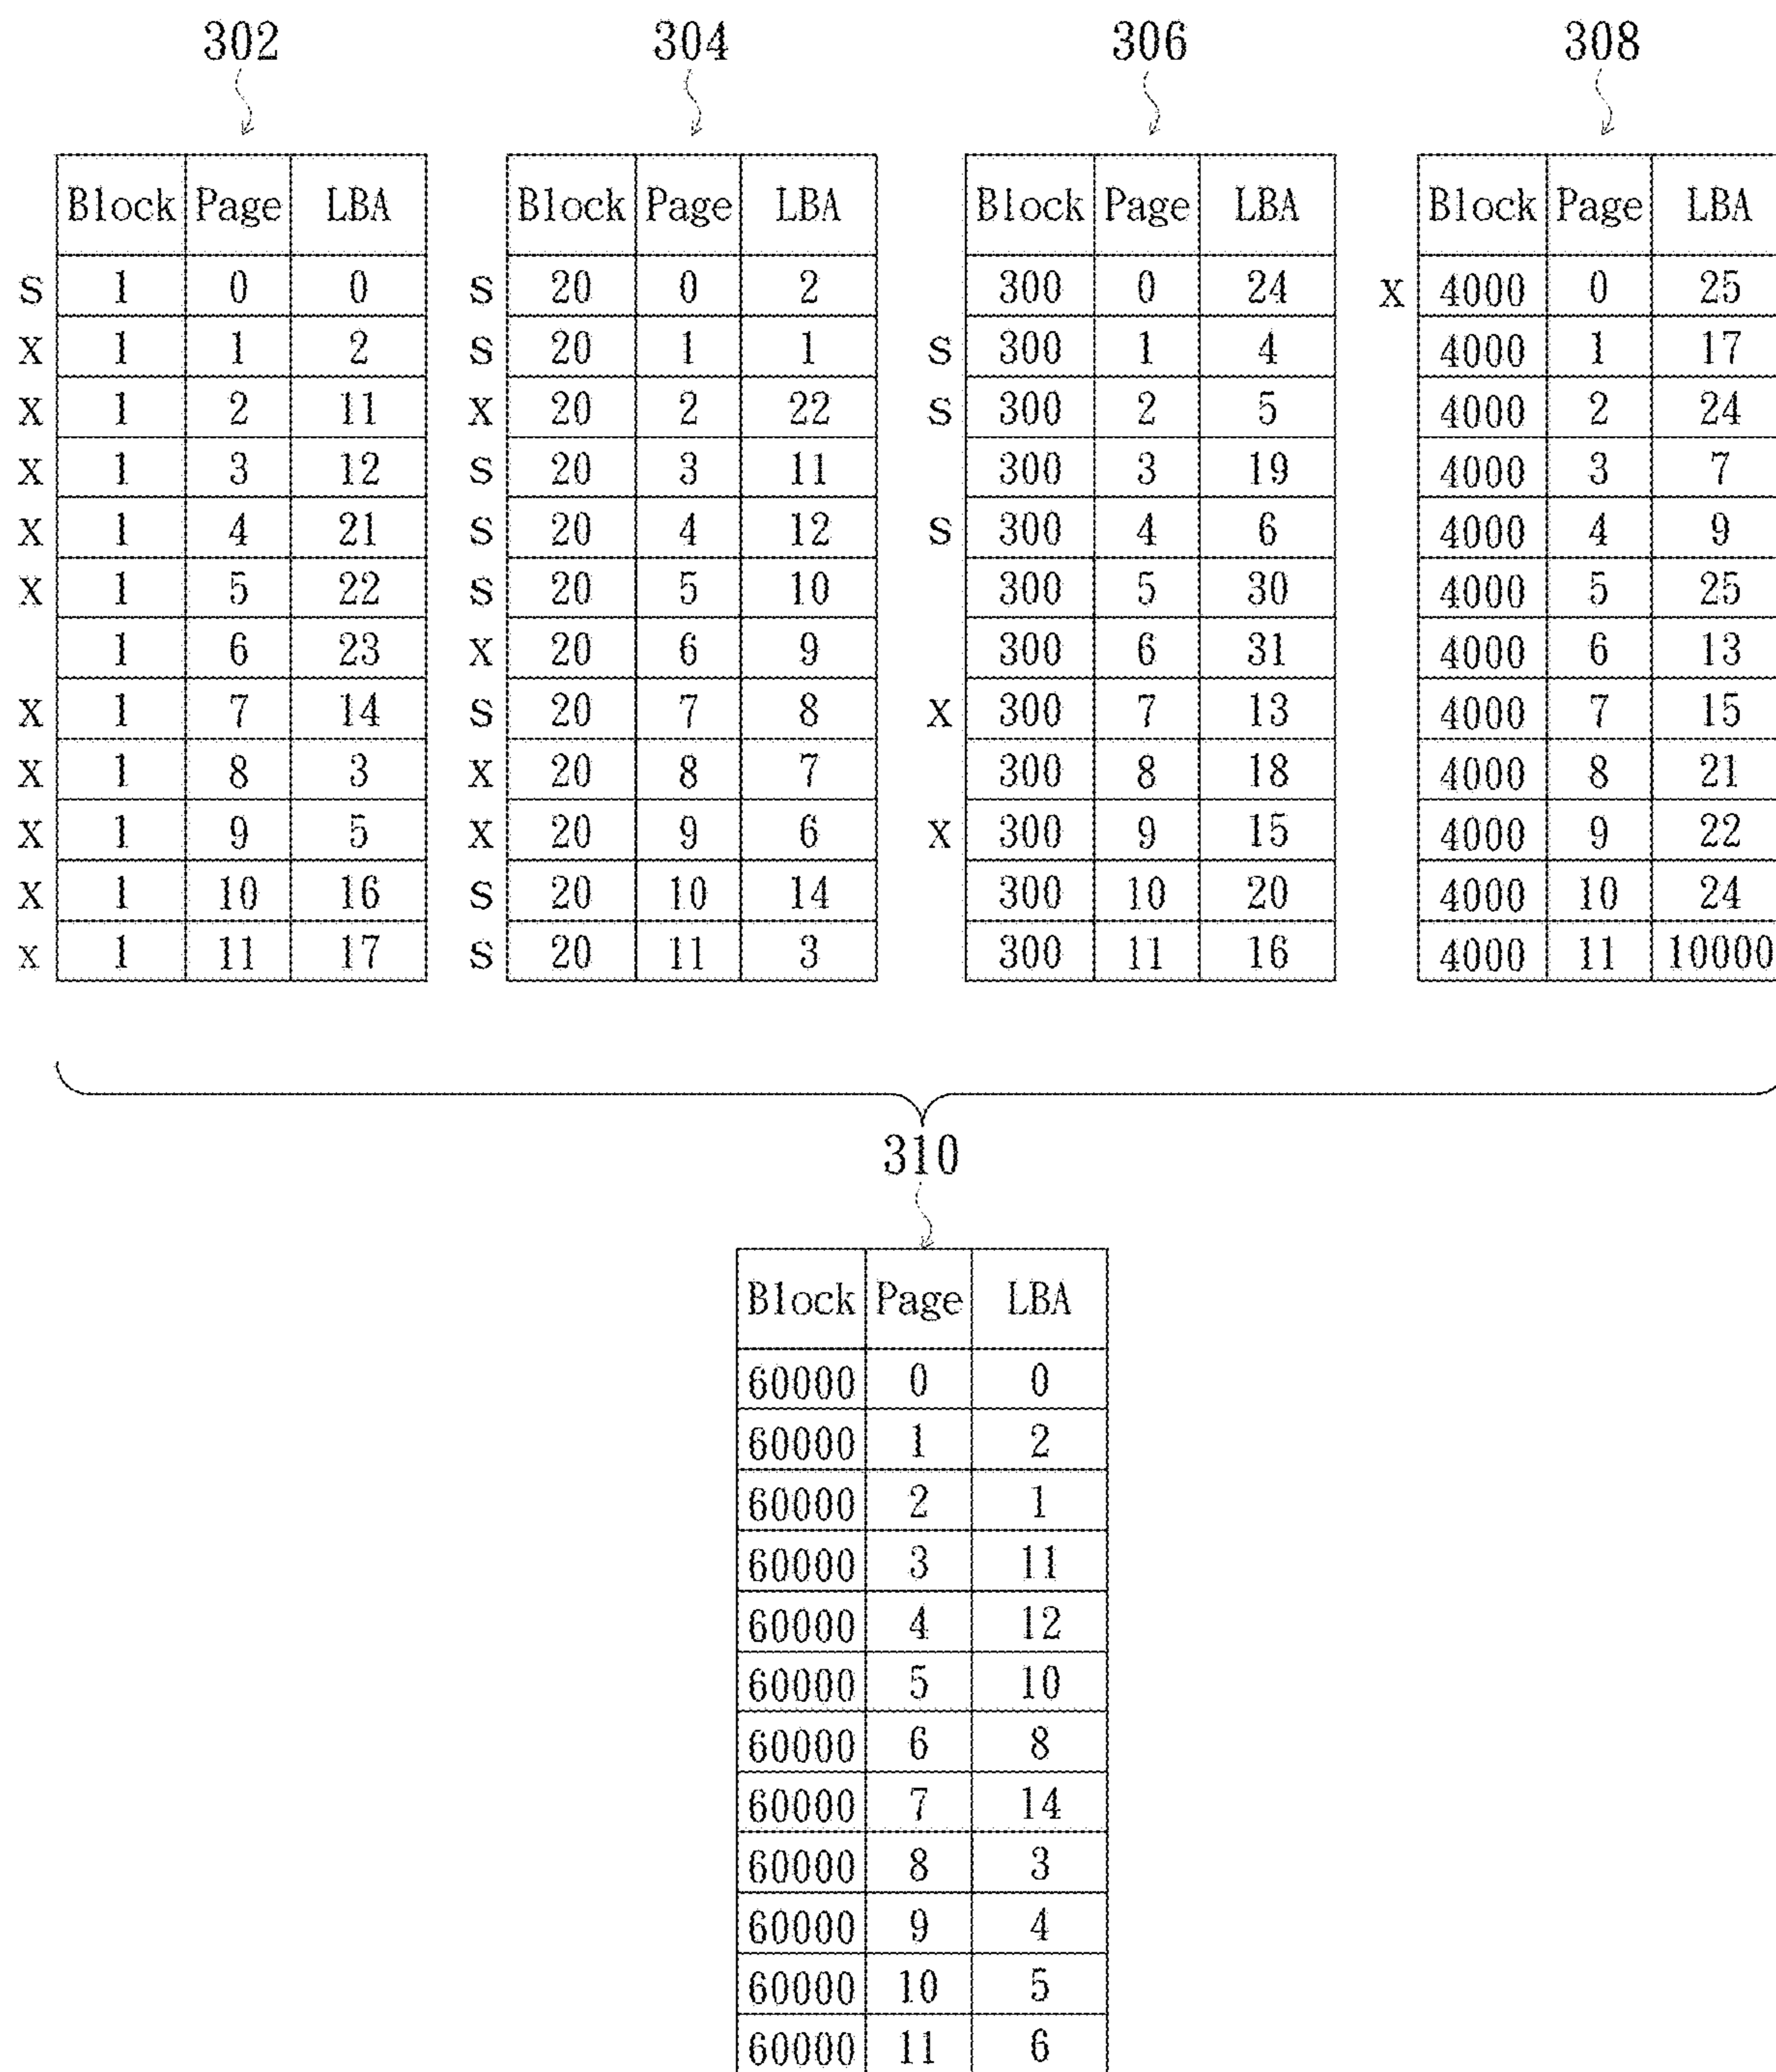 302 304 306 308
Block Page LBA Block Page LBA Block Page LBA Block Page LBA
S 1 0 0 S 20 0 2 300 0 24 X 4000 0 25
X 1 1 2 S 20 1 1 S 300 1 4 4000 1 17
X 1 2 11 X 20 2 22 S 300 2 5 4000 2 24
X 1 3 12 S 20 3 11 300 3 19 4000 3 7
X 1 4 21 S 20 4 12 S 300 4 6 4000 4 9
X 1 5 22 S 20 5 10 300 5 30 4000 5 25
1 6 23 X 20 6 9 300 6 31 4000 6 13
X 1 7 14 S 20 7 8 X 300 7 13 4000 7 15
X 1 8 3 X 20 8 7 300 8 18 4000 8 21
X 1 9 5 X 20 9 6 X 300 9 15 4000 9 22
X 1 10 16 S 20 10 14 300 10 20 4000 10 24
x 1 11 17 S 20 11 3 300 11 16 4000 11 10000
310
Block Page LBA
60000 0 0
60000 1 2
60000 2 1
60000 3 11
60000 4 12
60000 5 10
60000 6 8
60000 7 14
60000 8 3
60000 9 4
60000 10 5
60000 11 6